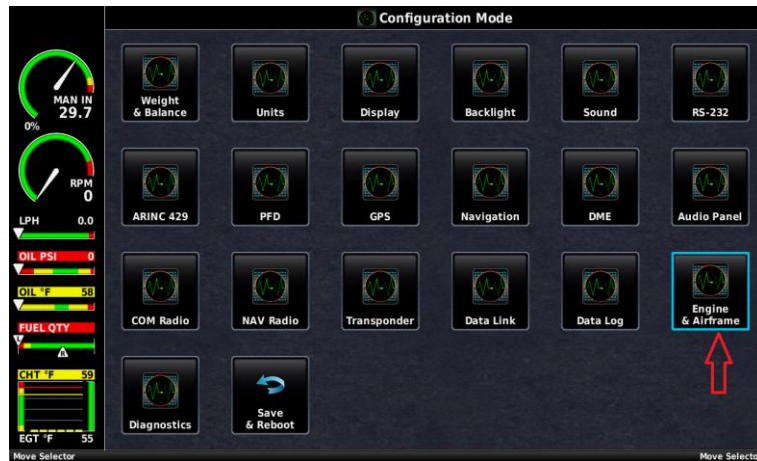 Configuration Mode
MAN IN
29.7
0%
RPM
0
LPH 0.0
OIL PSI 0
OIL °F 58
FUEL QTY
L
R
CHT °F 59
EGT °F 55
Weight
& Balance
Units
Display
Backlight
Sound
RS-232
ARINC 429
PFD
GPS
Navigation
DME
Audio Panel
COM Radio
NAV Radio
Transponder
Data Link
Data Log
Engine
& Airframe
Diagnostics
Save
& Reboot
Move Selector
Move Selecto